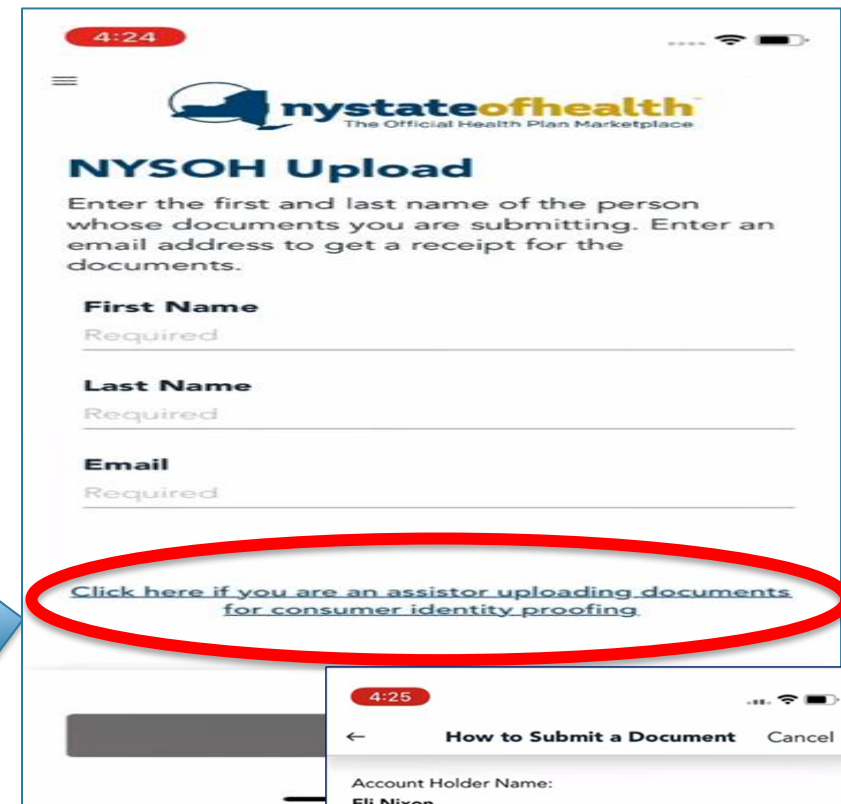 4:24
nystateofhealth
The Official Health Plan Marketplace
NYSOH Upload
Enter the first and last name of the person
whose documents you are submitting. Enter an
email address to get a receipt for the
documents.
First Name
Required
Last Name
Required
Email
Required
Click here if you are an assistor uploading documents
for consumer identity proofing
4:25
How to Submit a Document Cancel
Account Holder Name:
Eli Nixon